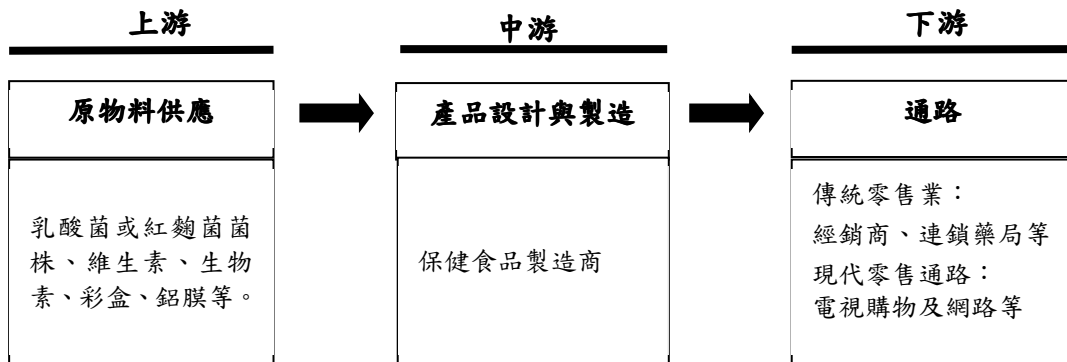 上游
中游
下游
原物料供應
產品設計與製造
通路
乳酸菌或紅麴菌菌
株、維生素、生物
素、彩盒、鋁膜等。
保健食品製造商
傳統零售業：
經銷商、連鎖藥局等
現代零售通路：
電視購物及網路等